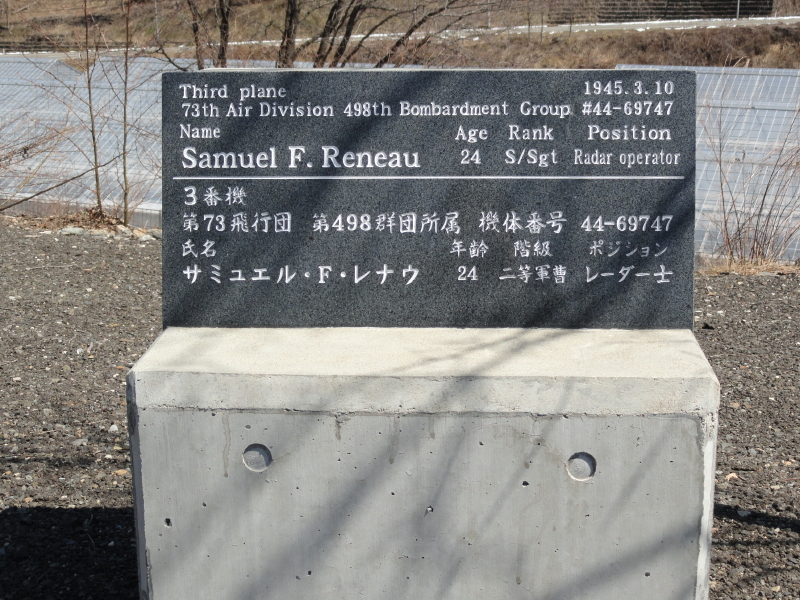 Third plane 1945.3.10
73th Air Division 498th Bombardment Group #44-69747
Name Age Rank Position
Samuel F. Reneau 24 S/Sgt Radar operator
3番機
第73飛行団 第498群団所属 機体番号 44-69747
氏名 年齢 階級 ポジション
サミュエル・F・レナウ 24 二等軍曹 レーダー士